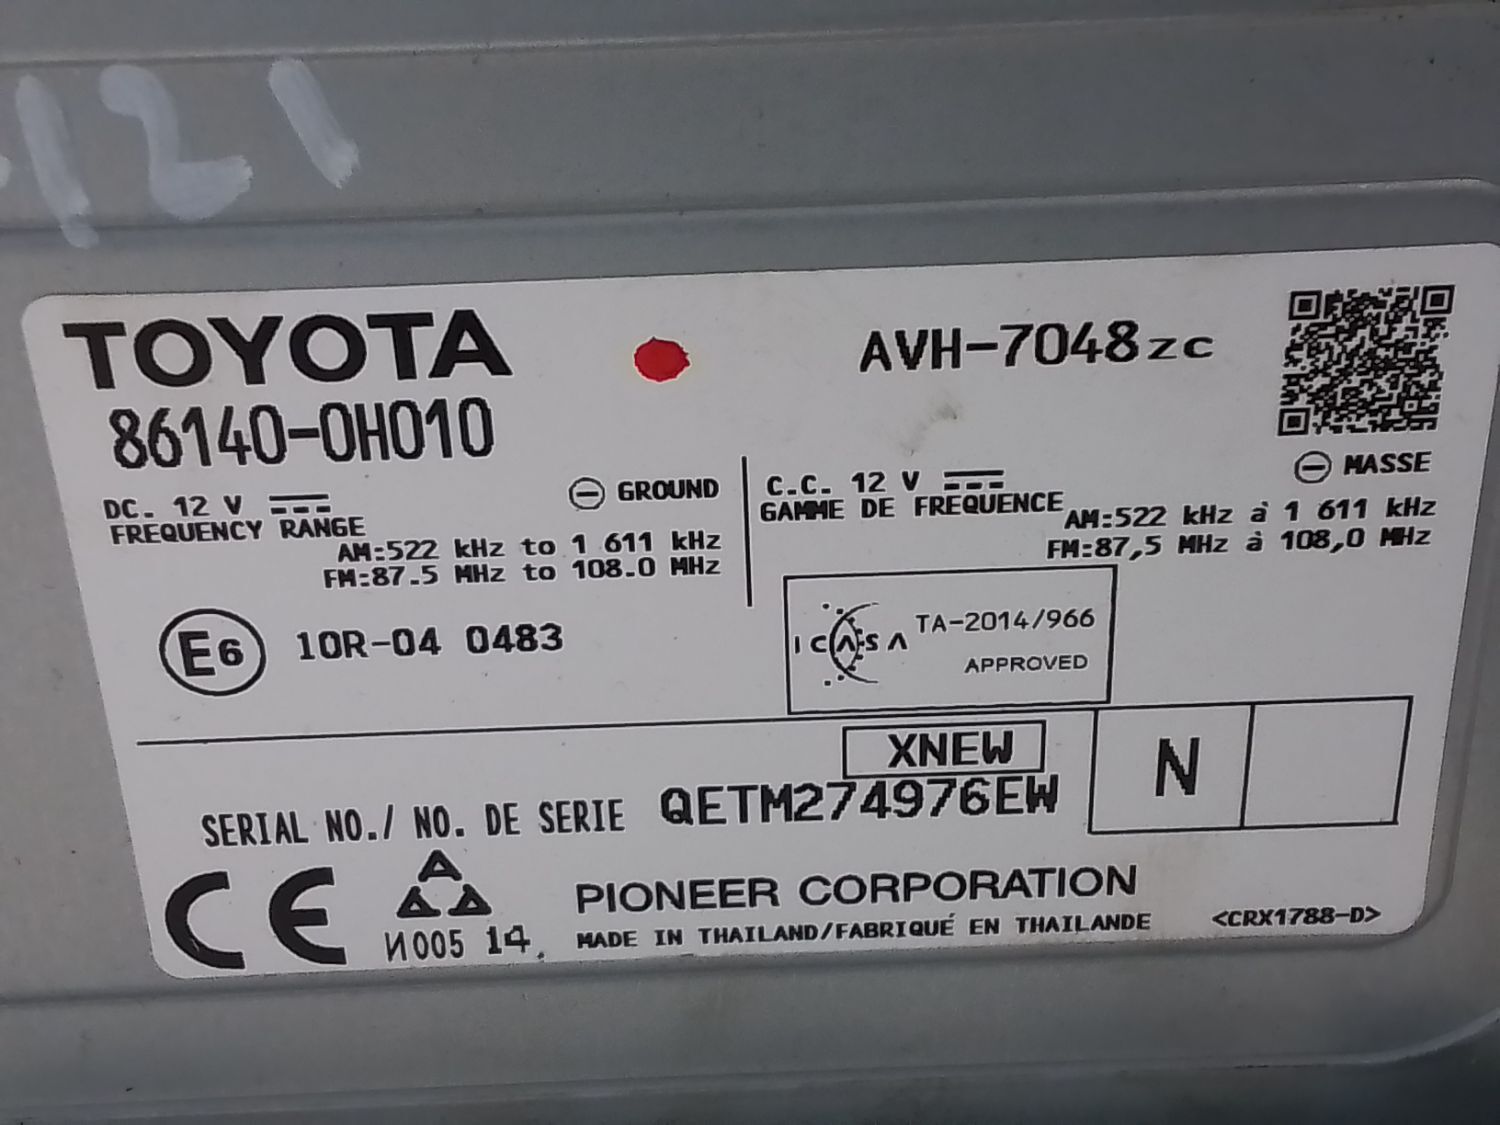 121
TOYOTA
86140-0H010
AVH-7048zc
DC. 12 V
GROUND
FREQUENCY RANGE
AM:522 kHz to 1 611 kHz
FM:87.5 MHz to 108.0 MHz
C.C. 12 V
MASSE
GAMME DE FREQUENCE
AM:522 kHz à 1 611 kHz
FM:87,5 MHz à 108,0 MHz
E6 10R-04 0483
ICASA TA-2014/966
APPROVED
XNEW
N
SERIAL NO./ NO. DE SERIE QETM274976EW
CE
И005 14
PIONEER CORPORATION
MADE IN THAILAND/FABRIQUÉ EN THAILANDE
<CRX1788-D>